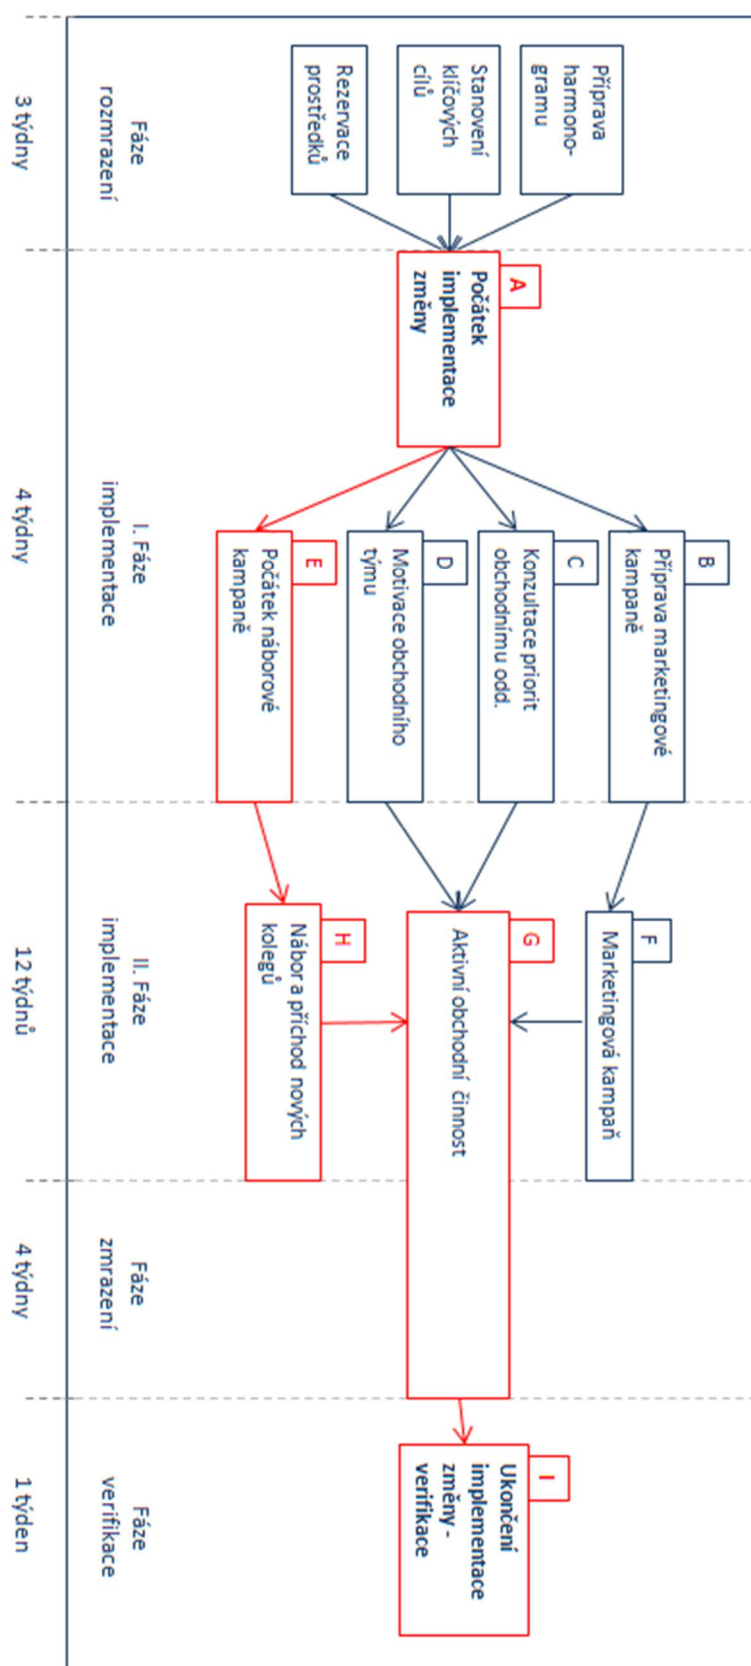 Příprava
harmono-
gramu
Stanovení
klíčových
cílů
Rezervace
prostředků
A
Počátek
implementace
změny
B
Příprava marketingové
kampaně
C
Konzultace priorit
obchodnímu odd.
D
Motivace obchodního
týmu
E
Počátek náborové
kampaně
F
Marketingová kampaň
G
Aktivní obchodní činnost
H
Nábor a příchod nových
kolegů
I
Ukončení
implementace
změny -
verifikace
Fáze
rozmrazení
I. Fáze
implementace
II. Fáze
implementace
Fáze
zmrazení
Fáze
verifikace
3 týdny
4 týdny
12 týdnů
4 týdny
1 týden